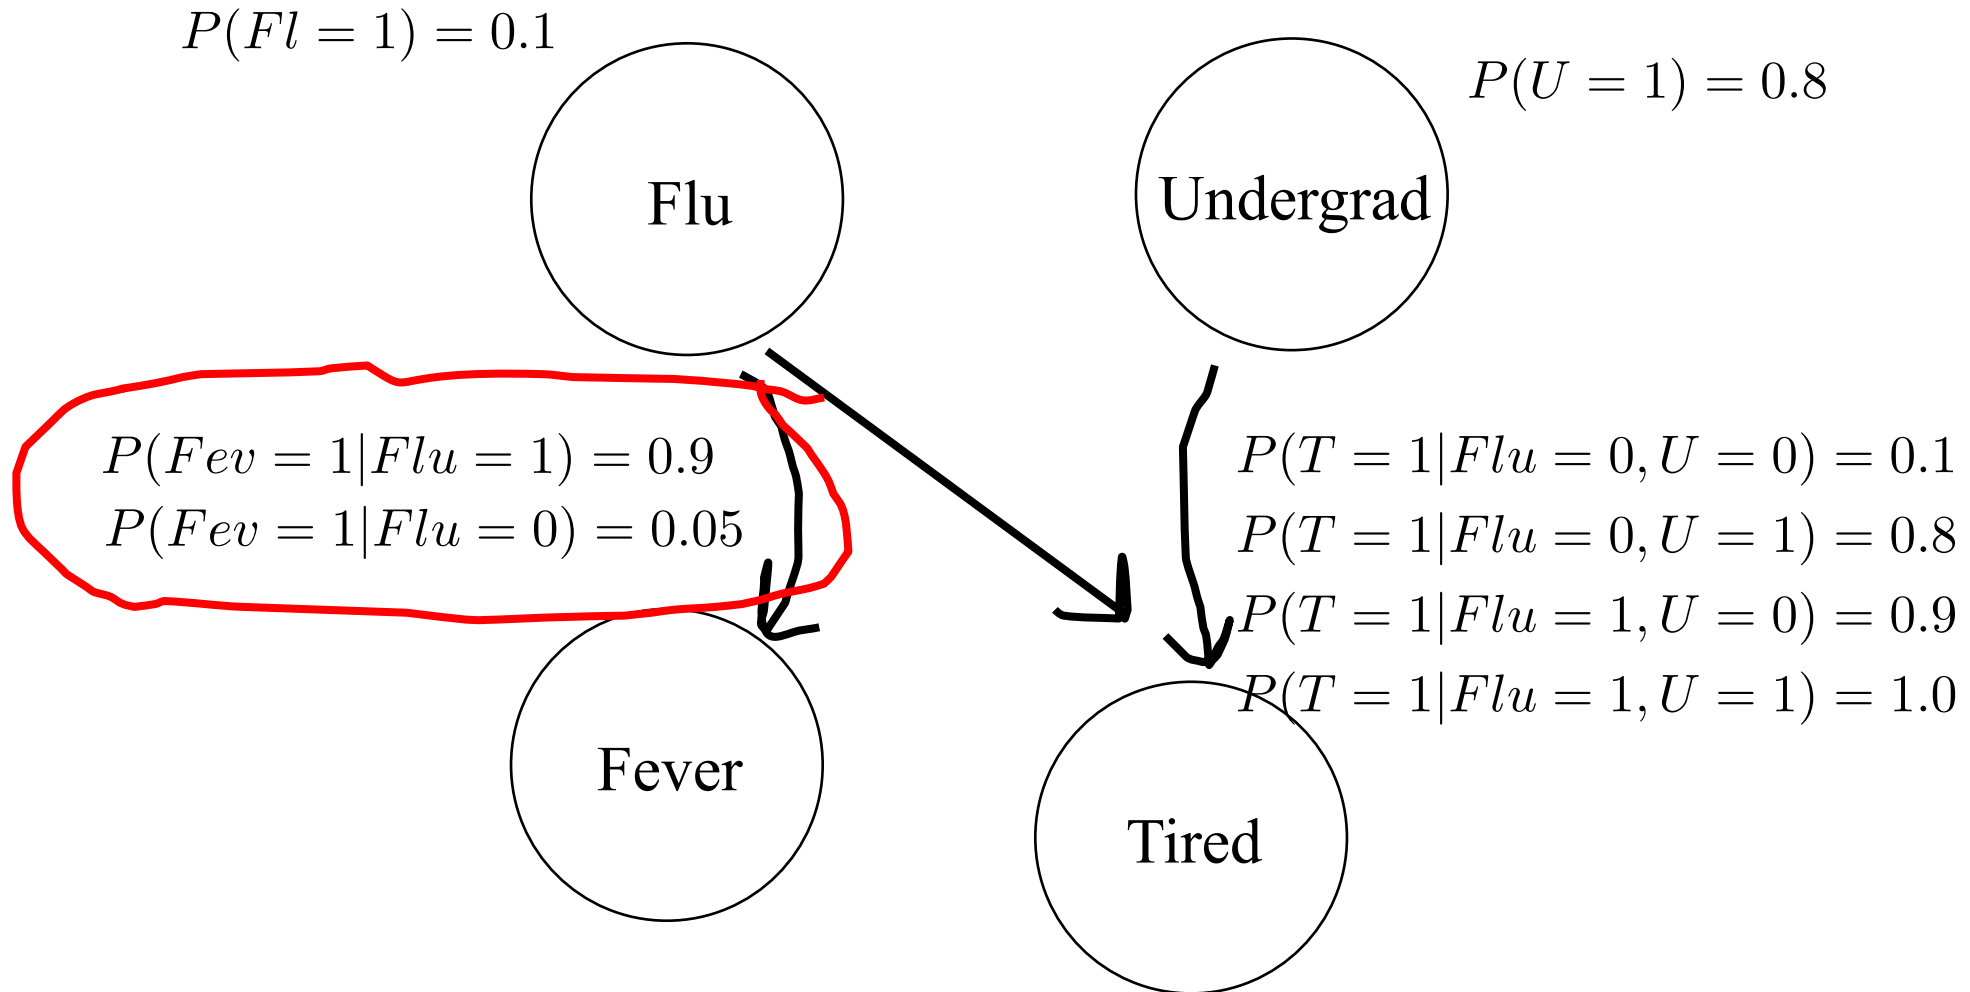 P(Fl = 1) = 0.1
P(U = 1) = 0.8
Flu
Undergrad
P(Fev = 1|Flu = 1) = 0.9
P(Fev = 1|Flu = 0) = 0.05
P(T = 1|Flu = 0, U = 0) = 0.1
P(T = 1|Flu = 0, U = 1) = 0.8
P(T = 1|Flu = 1, U = 0) = 0.9
P(T = 1|Flu = 1, U = 1) = 1.0
Fever
Tired